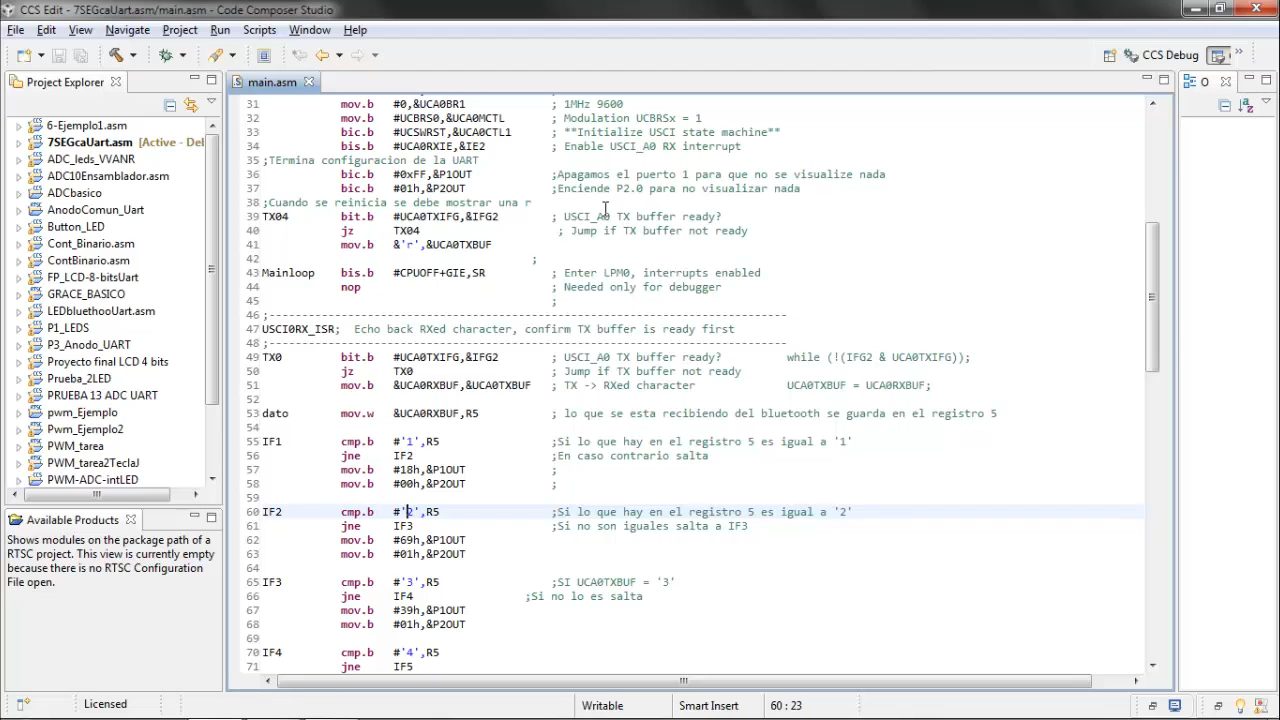 CCS Edit - 7SEGcaUart.asm/main.asm - Code Composer Studio
File Edit View Navigate Project Run Scripts Window Help
CCS Debug
Project Explorer
6-Ejemplo1.asm
7SEGcaUart.asm [Active - Del
ADC_leds_VVANR
ADC10Ensamblador.asm
ADCbasico
AnodoComun_Uart
Button_LED
Cont_Binario.asm
ContBinario.asm
FP_LCD-8-bitsUart
GRACE_BASICO
LEDbluethooUart.asm
P1_LEDS
P3_Anodo_UART
Proyecto final LCD 4 bits
Prueba_2LED
PRUEBA 13 ADC UART
pwm_Ejemplo
Pwm_Ejemplo2
PWM_tarea
PWM_tarea2TeclaJ
PWM-ADC-intLED
Available Products
Shows modules on the package path of a
RTSC project. This view is currently empty
because there is no RTSC Configuration
File open.
main.asm
31 mov.b #0,&UCA0BR1 ; 1MHz 9600
32 mov.b #UCBRS0,&UCA0MCTL ; Modulation UCBRSx = 1
33 bic.b #UCSWRST,&UCA0CTL1 ; **Initialize USCI state machine**
34 bis.b #UCA0RXIE,&IE2 ; Enable USCI_A0 RX interrupt
35 ;TErmina configuracion de la UART
36 bic.b #0xFF,&P1OUT ;Apagamos el puerto 1 para que no se visualize nada
37 bic.b #01h,&P2OUT ;Enciende P2.0 para no visualizar nada
38 ;Cuando se reinicia se debe mostrar una r
39 TX04 bit.b #UCA0TXIFG,&IFG2 ; USCI_A0 TX buffer ready?
40 jz TX04 ; Jump if TX buffer not ready
41 mov.b &'r',&UCA0TXBUF
42 ;
43 Mainloop bis.b #CPUOFF+GIE,SR ; Enter LPM0, interrupts enabled
44 nop ; Needed only for debugger
45 ;
46 ;-------------------------------------------------------------------------------
47 USCI0RX_ISR; Echo back RXed character, confirm TX buffer is ready first
48 ;-------------------------------------------------------------------------------
49 TX0 bit.b #UCA0TXIFG,&IFG2 ; USCI_A0 TX buffer ready? while (!(IFG2 & UCA0TXIFG));
50 jz TX0 ; Jump if TX buffer not ready
51 mov.b &UCA0RXBUF,&UCA0TXBUF ; TX -> RXed character UCA0TXBUF = UCA0RXBUF;
52
53 dato mov.w &UCA0RXBUF,R5 ; lo que se esta recibiendo del bluetooth se guarda en el registro 5
54
55 IF1 cmp.b #'1',R5 ;Si lo que hay en el registro 5 es igual a '1'
56 jne IF2 ;En caso contrario salta
57 mov.b #18h,&P1OUT ;
58 mov.b #00h,&P2OUT ;
59
60 IF2 cmp.b #'2',R5 ;Si lo que hay en el registro 5 es igual a '2'
61 jne IF3 ;Si no son iguales salta a IF3
62 mov.b #69h,&P1OUT
63 mov.b #01h,&P2OUT
64
65 IF3 cmp.b #'3',R5 ;SI UCA0TXBUF = '3'
66 jne IF4 ;Si no lo es salta
67 mov.b #39h,&P1OUT
68 mov.b #01h,&P2OUT
69
70 IF4 cmp.b #'4',R5
71 jne IF5
O
Licensed
Writable
Smart Insert
60 : 23